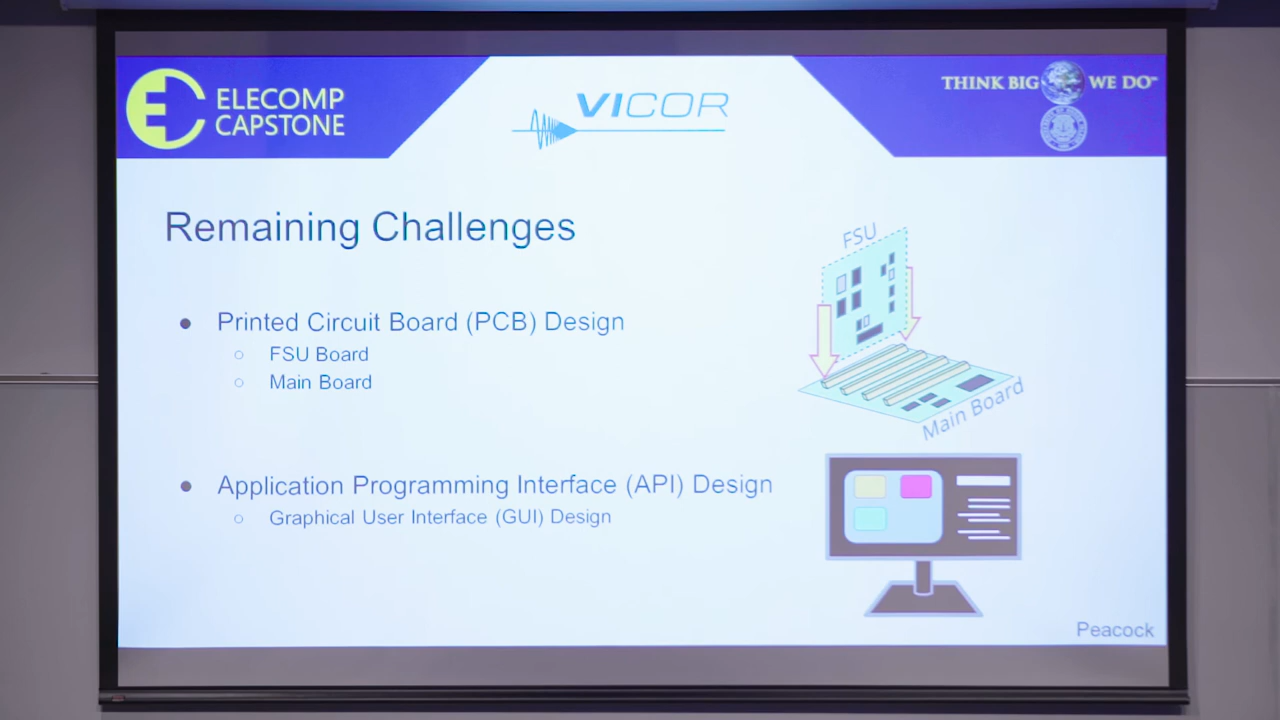 ELECOMP
CAPSTONE
VICOR
THINK BIG WE DO™
Remaining Challenges
FSU
Main Board
● Printed Circuit Board (PCB) Design
○ FSU Board
○ Main Board
● Application Programming Interface (API) Design
○ Graphical User Interface (GUI) Design
Peacock